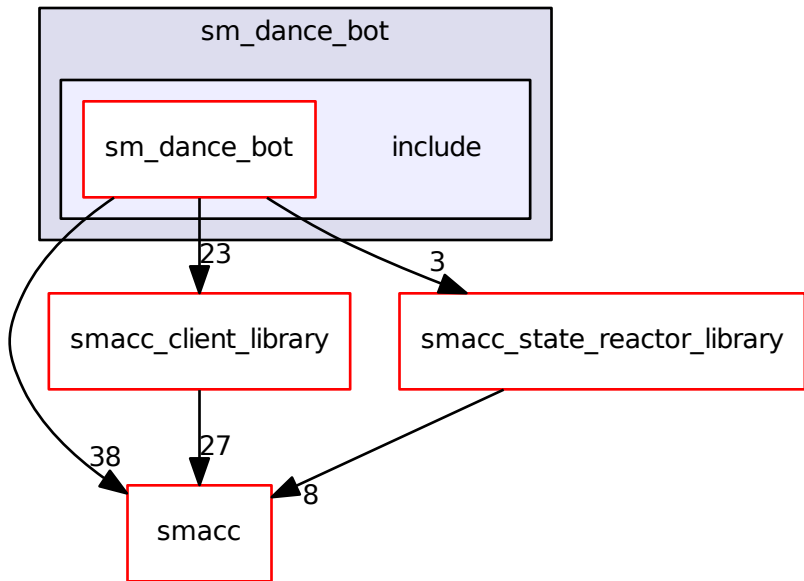 sm_dance_bot
sm_dance_bot
include
23
3
smacc_client_library
smacc_state_reactor_library
38
27
8
smacc